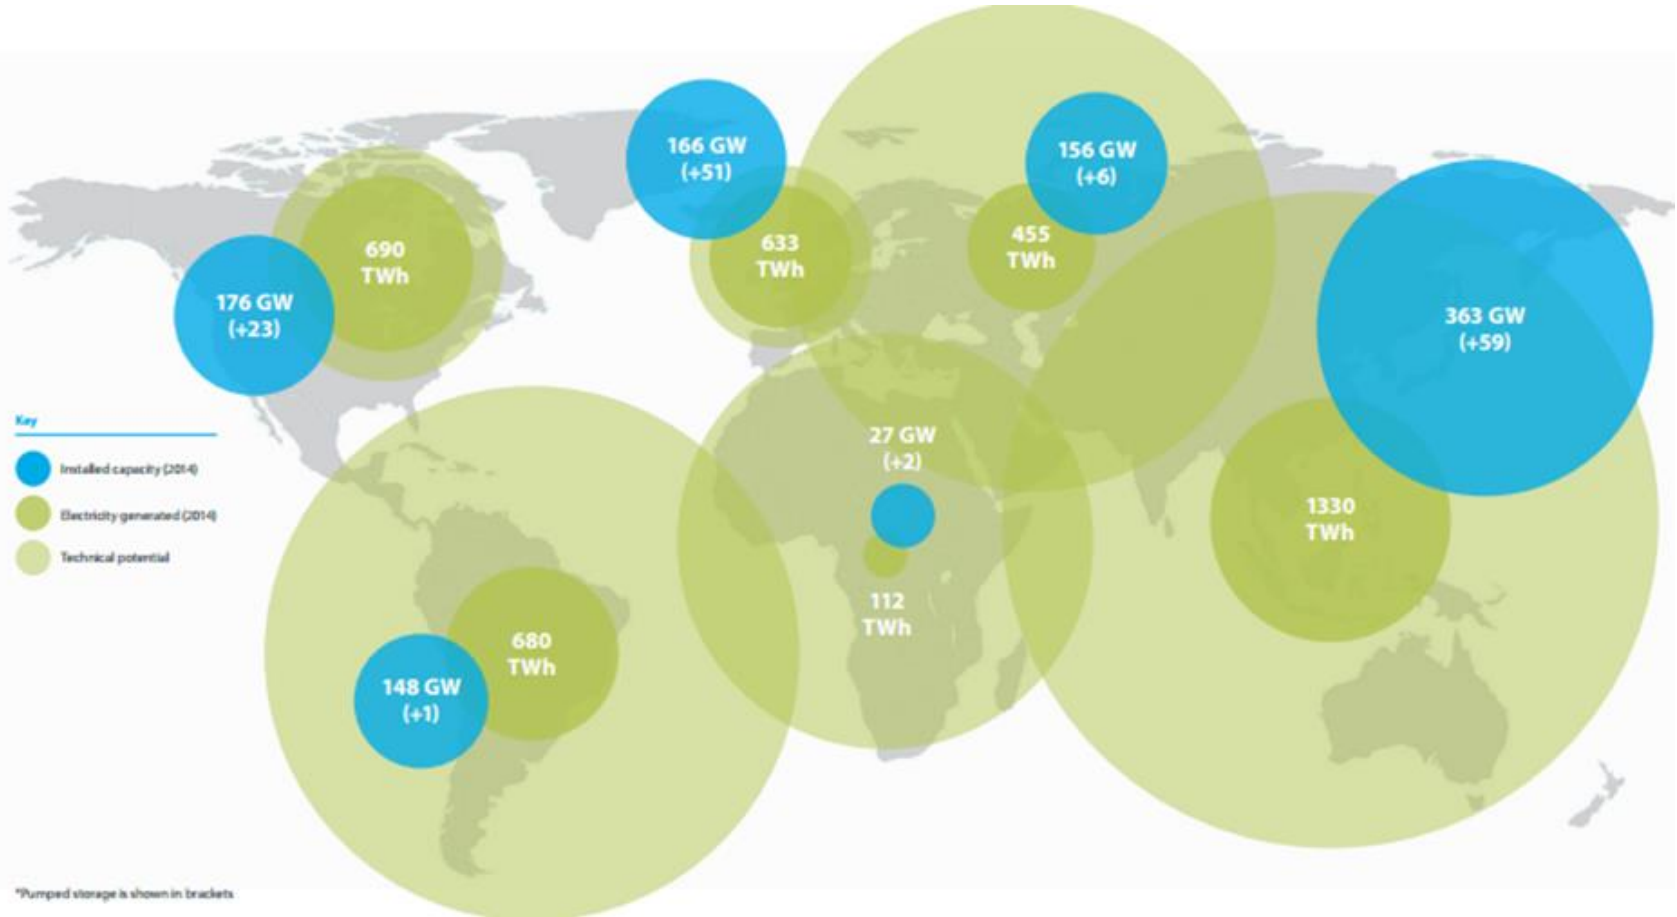 166 GW
(+51)
156 GW
(+6)
690
TWh
633
TWh
455
TWh
176 GW
(+23)
363 GW
(+59)
Key
Installed capacity (2014)
Electricity generated (2014)
Technical potential
27 GW
(+2)
1330
TWh
112
TWh
680
TWh
148 GW
(+1)
*Pumped storage is shown in brackets